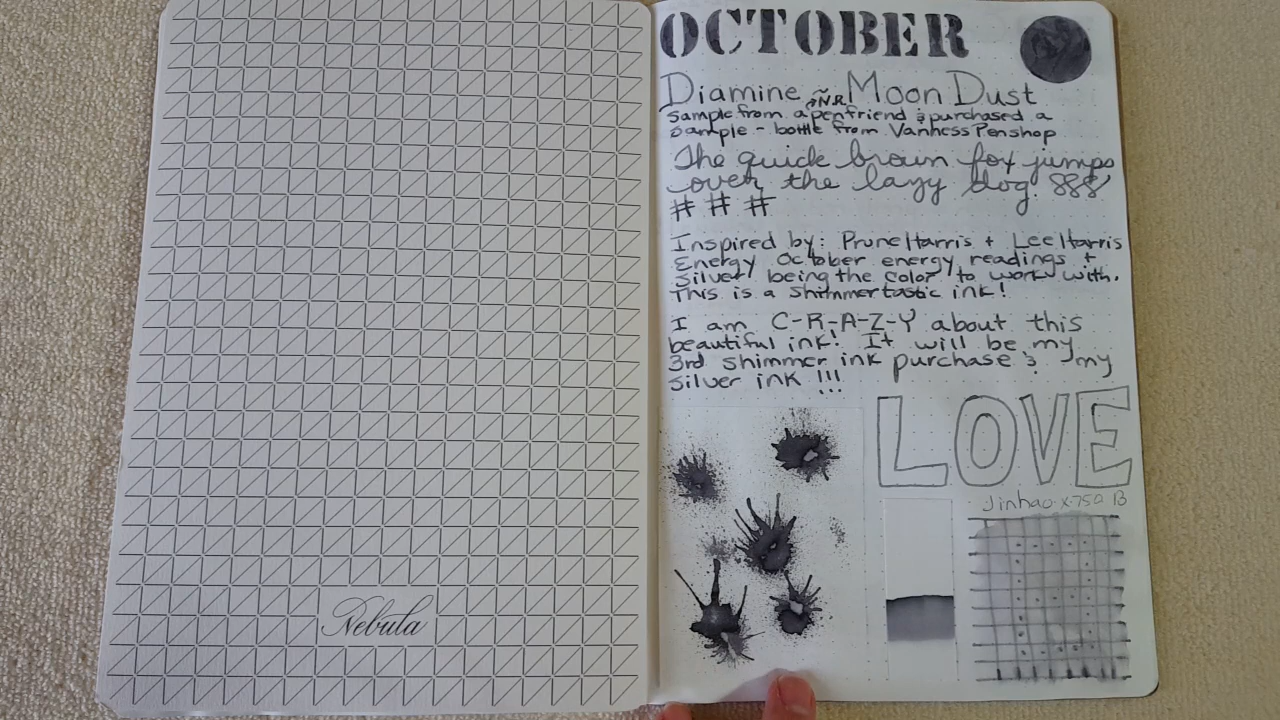 Nebula
OCTOBER
Diamine Moon Dust
Sample from a penfriend & purchased a
sample - bottle from Vanness Penshop
The quick brown fox jumps
over the lazy dog. 888
# # #
Inspired by: Prune Harris + Lee Harris
Energy October energy readings +
silver being the color to work with.
This is a shimmertastic ink!
I am C-R-A-Z-Y about this
beautiful ink! It will be my
3rd shimmer ink purchase & my
silver ink !!!
LOVE
Jinhao X-750 B